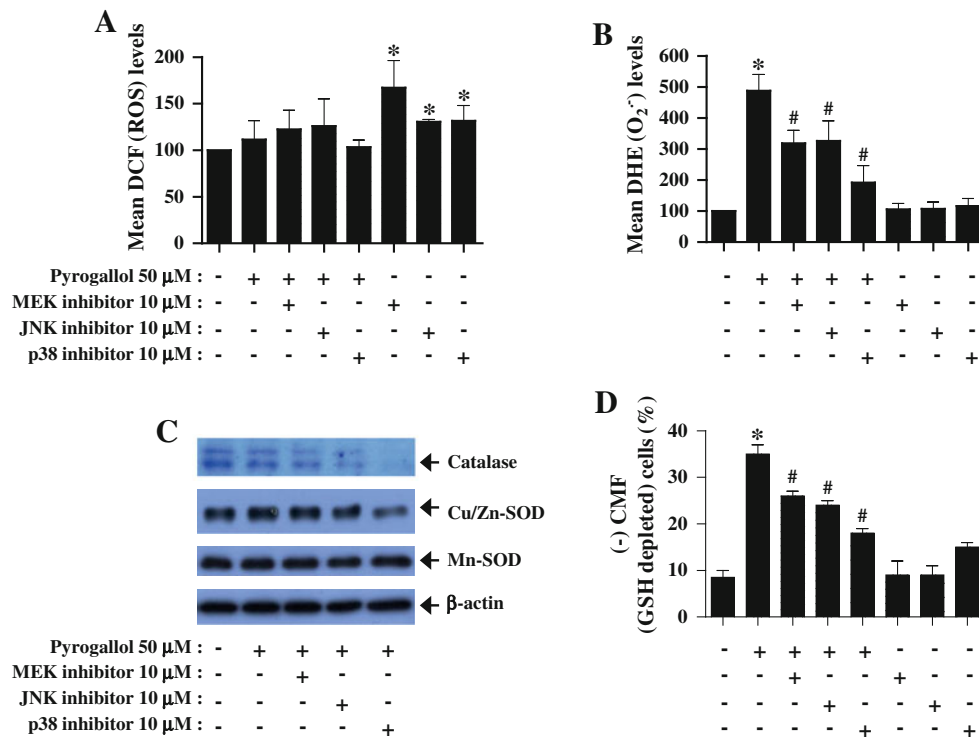 A
Mean DCF (ROS) levels
200
150
100
50
0
* * *
Pyrogallol 50 μM : - + + + + - - -
MEK inhibitor 10 μM : - - + - - + - -
JNK inhibitor 10 μM : - - - + - - + -
p38 inhibitor 10 μM : - - - - + - - +
B
Mean DHE (O₂·⁻) levels
600
500
400
300
200
100
0
* # # #
- + + + + - - -
- - + - - + - -
- - - + - - + -
- - - - + - - +
C
Catalase
Cu/Zn-SOD
Mn-SOD
β-actin
Pyrogallol 50 μM : - + + + +
MEK inhibitor 10 μM : - - + - -
JNK inhibitor 10 μM : - - - + -
p38 inhibitor 10 μM : - - - - +
D
(-) CMF
(GSH depleted) cells (%)
40
30
20
10
0
* # # #
- + + + + - - -
- - + - - + - -
- - - + - - + -
- - - - + - - +